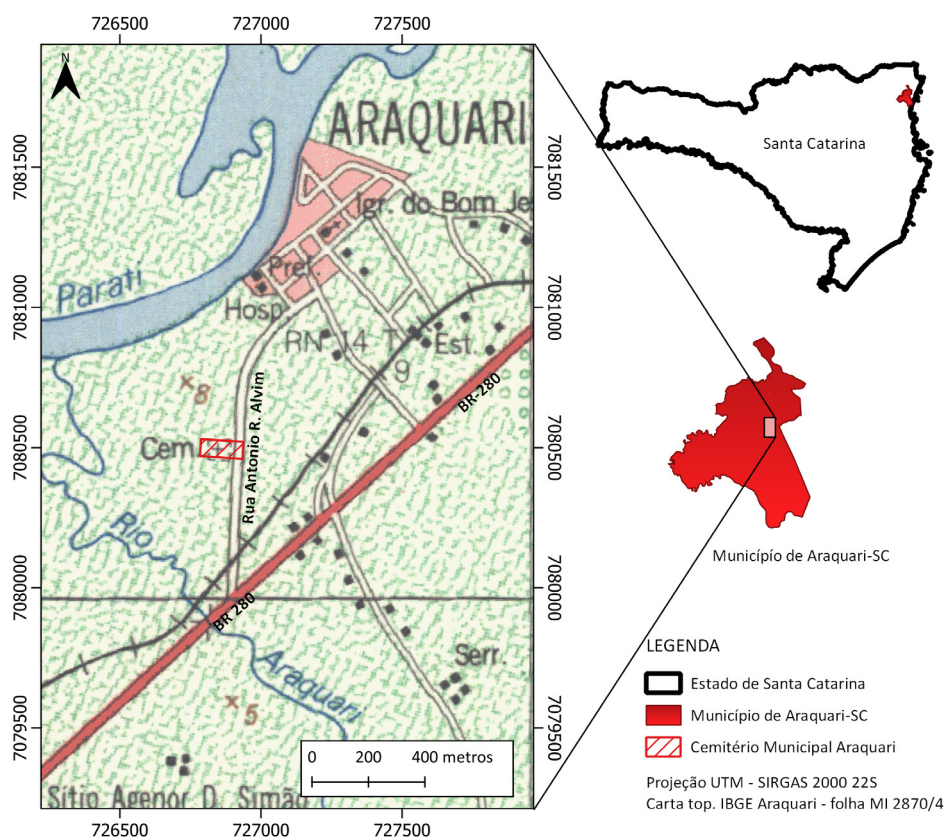 726500 727000 727500
N
ARAQUARI
7081500 7081500
Igr. do Bom Je
Pref.
Parati
7081000 7081000
Hosp.
RN 14 T Est.
9
8
BR-280
Rua Antonio R. Alvim
Cem.
7080500 7080500
Rio
7080000 7080000
BR 280
Araquari
Serr.
5
7079500 7079500
0 200 400 metros
Sítio Agenor D. Simão
726500 727000 727500
Santa Catarina
Município de Araquari-SC
LEGENDA
Estado de Santa Catarina
Município de Araquari-SC
Cemitério Municipal Araquari
Projeção UTM - SIRGAS 2000 22S
Carta top. IBGE Araquari - folha MI 2870/4